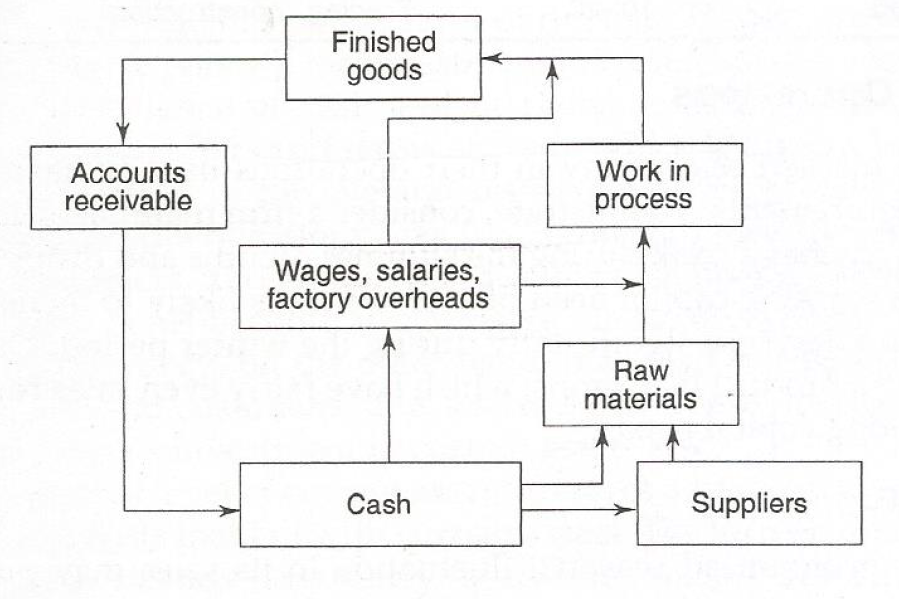 Finished
goods
Accounts
receivable
Work in
process
Wages, salaries,
factory overheads
Raw
materials
Cash
Suppliers